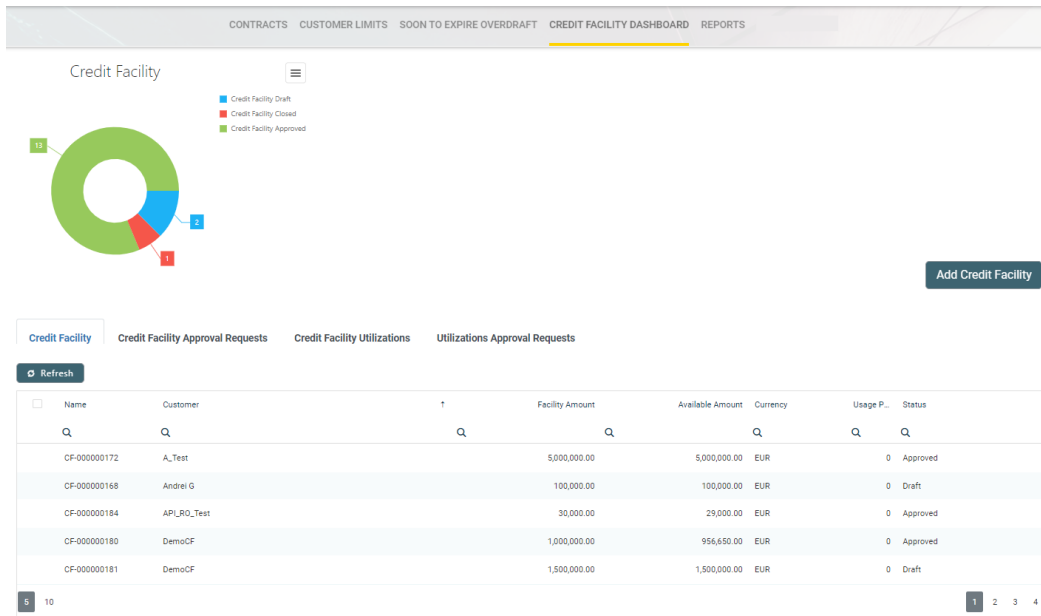 CONTRACTS CUSTOMER LIMITS SOON TO EXPIRE OVERDRAFT CREDIT FACILITY DASHBOARD REPORTS
Credit Facility
Credit Facility Draft
Credit Facility Closed
Credit Facility Approved
13
2
1
Add Credit Facility
Credit Facility Credit Facility Approval Requests Credit Facility Utilizations Utilizations Approval Requests
Refresh
Name Customer ↑ Facility Amount Available Amount Currency Usage P... Status
CF-000000172 A_Test 5,000,000.00 5,000,000.00 EUR 0 Approved
CF-000000168 Andrei G 100,000.00 100,000.00 EUR 0 Draft
CF-000000184 API_RO_Test 30,000.00 29,000.00 EUR 0 Approved
CF-000000180 DemoCF 1,000,000.00 956,650.00 EUR 0 Approved
CF-000000181 DemoCF 1,500,000.00 1,500,000.00 EUR 0 Draft
5 10 1 2 3 4